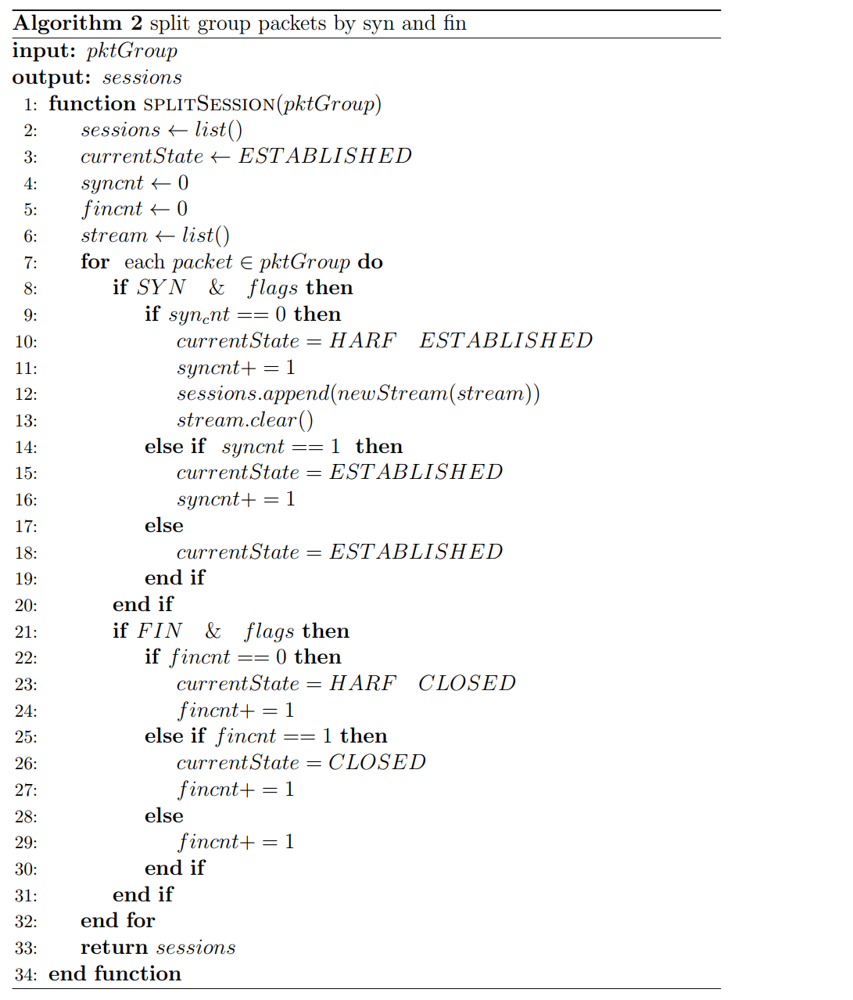 Algorithm 2 split group packets by syn and fin
input: pktGroup
output: sessions
1: function SPLITSESSION(pktGroup)
2: sessions ← list()
3: currentState ← ESTABLISHED
4: syncnt ← 0
5: fincnt ← 0
6: stream ← list()
7: for each packet ∈ pktGroup do
8: if SYN & flags then
9: if syn_cnt == 0 then
10: currentState = HARF ESTABLISHED
11: syncnt+ = 1
12: sessions.append(newStream(stream))
13: stream.clear()
14: else if syncnt == 1 then
15: currentState = ESTABLISHED
16: syncnt+ = 1
17: else
18: currentState = ESTABLISHED
19: end if
20: end if
21: if FIN & flags then
22: if fincnt == 0 then
23: currentState = HARF CLOSED
24: fincnt+ = 1
25: else if fincnt == 1 then
26: currentState = CLOSED
27: fincnt+ = 1
28: else
29: fincnt+ = 1
30: end if
31: end if
32: end for
33: return sessions
34: end function